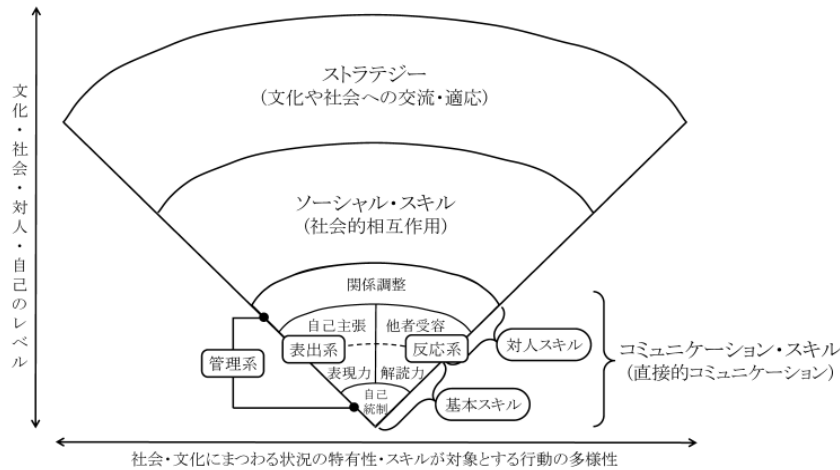 ストラテジー
(文化や社会への交流・適応)
文化・社会・対人・自己のレベル
ソーシャル・スキル
(社会的相互作用)
関係調整
自己主張
他者受容
表出系
反応系
対人スキル
管理系
コミュニケーション・スキル
(直接的コミュニケーション)
表現力
解読力
自己
統制
基本スキル
社会・文化にまつわる状況の特有性・スキルが対象とする行動の多様性